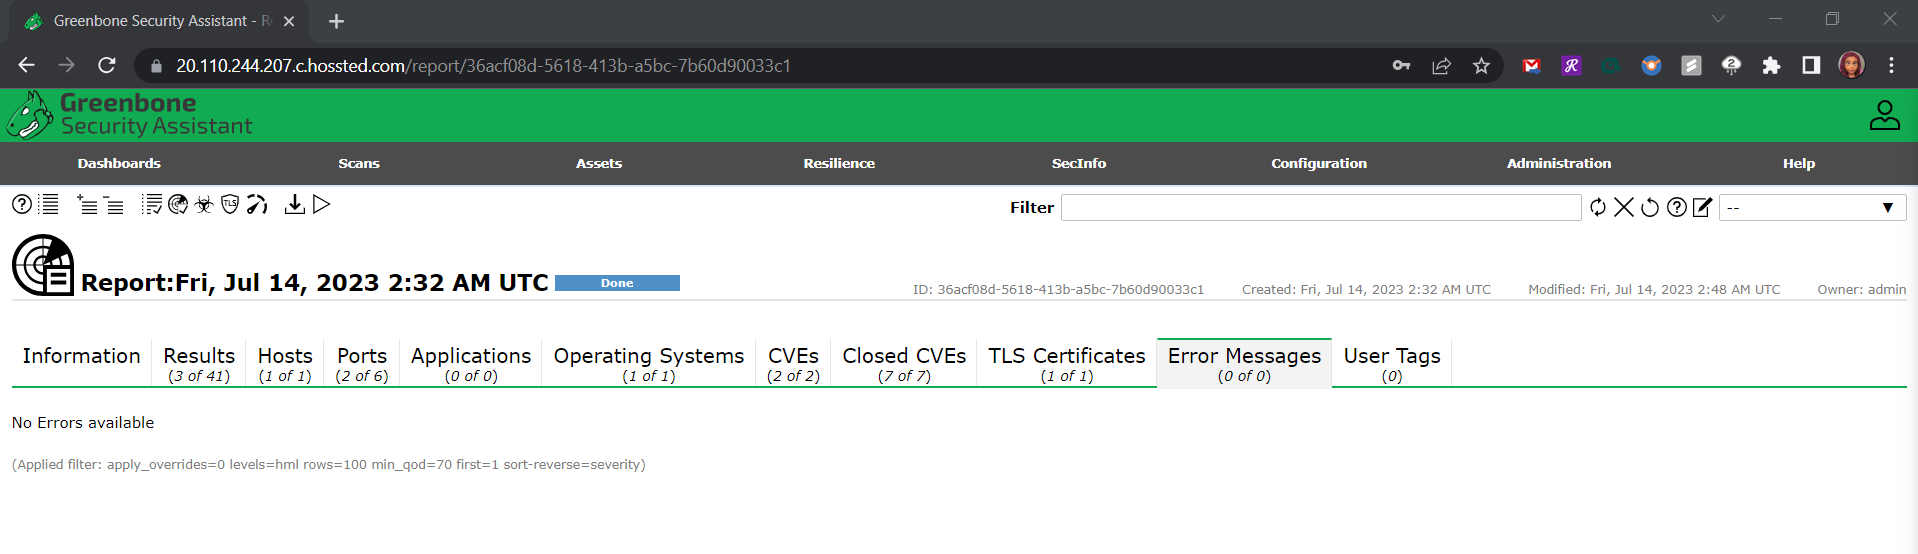 Greenbone Security Assistant - R
20.110.244.207.c.hossted.com/report/36acf08d-5618-413b-a5bc-7b60d90033c1
Greenbone
Security Assistant
Dashboards Scans Assets Resilience SecInfo Configuration Administration Help
TLS
Filter
--
Report:Fri, Jul 14, 2023 2:32 AM UTC Done
ID: 36acf08d-5618-413b-a5bc-7b60d90033c1 Created: Fri, Jul 14, 2023 2:32 AM UTC Modified: Fri, Jul 14, 2023 2:48 AM UTC Owner: admin
Information Results Hosts Ports Applications Operating Systems CVEs Closed CVEs TLS Certificates Error Messages User Tags
(3 of 41) (1 of 1) (2 of 6) (0 of 0) (1 of 1) (2 of 2) (7 of 7) (1 of 1) (0 of 0) (0)
No Errors available
(Applied filter: apply_overrides=0 levels=hml rows=100 min_qod=70 first=1 sort-reverse=severity)